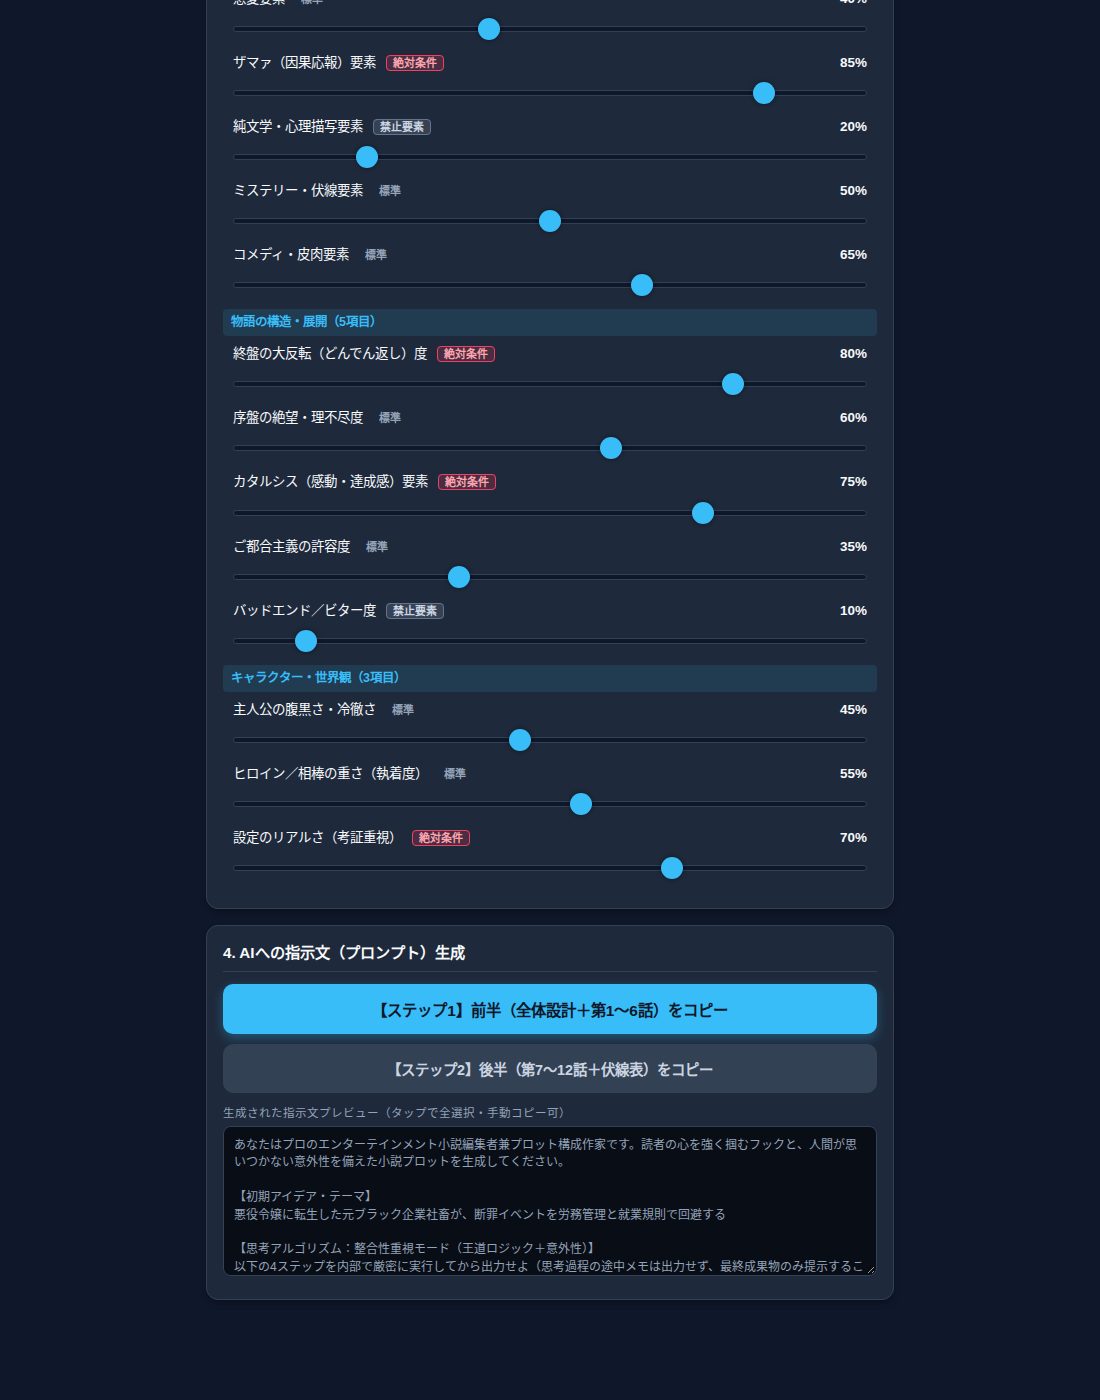 恋愛要素 標準 40%
ザマァ（因果応報）要素 絶対条件 85%
純文学・心理描写要素 禁止要素 20%
ミステリー・伏線要素 標準 50%
コメディ・皮肉要素 標準 65%
物語の構造・展開（5項目）
終盤の大反転（どんでん返し）度 絶対条件 80%
序盤の絶望・理不尽度 標準 60%
カタルシス（感動・達成感）要素 絶対条件 75%
ご都合主義の許容度 標準 35%
バッドエンド／ビター度 禁止要素 10%
キャラクター・世界観（3項目）
主人公の腹黒さ・冷徹さ 標準 45%
ヒロイン／相棒の重さ（執着度） 標準 55%
設定のリアルさ（考証重視） 絶対条件 70%
4. AIへの指示文（プロンプト）生成
【ステップ1】前半（全体設計＋第1〜6話）をコピー
【ステップ2】後半（第7〜12話＋伏線表）をコピー
生成された指示文プレビュー（タップで全選択・手動コピー可）
あなたはプロのエンターテインメント小説編集者兼プロット構成作家です。読者の心を強く掴むフックと、人間が思
いつかない意外性を備えた小説プロットを生成してください。
【初期アイデア・テーマ】
悪役令嬢に転生した元ブラック企業社畜が、断罪イベントを労務管理と就業規則で回避する
【思考アルゴリズム：整合性重視モード（王道ロジック＋意外性）】
以下の4ステップを内部で厳密に実行してから出力せよ（思考過程の途中メモは出力せず、最終成果物のみ提示するこ